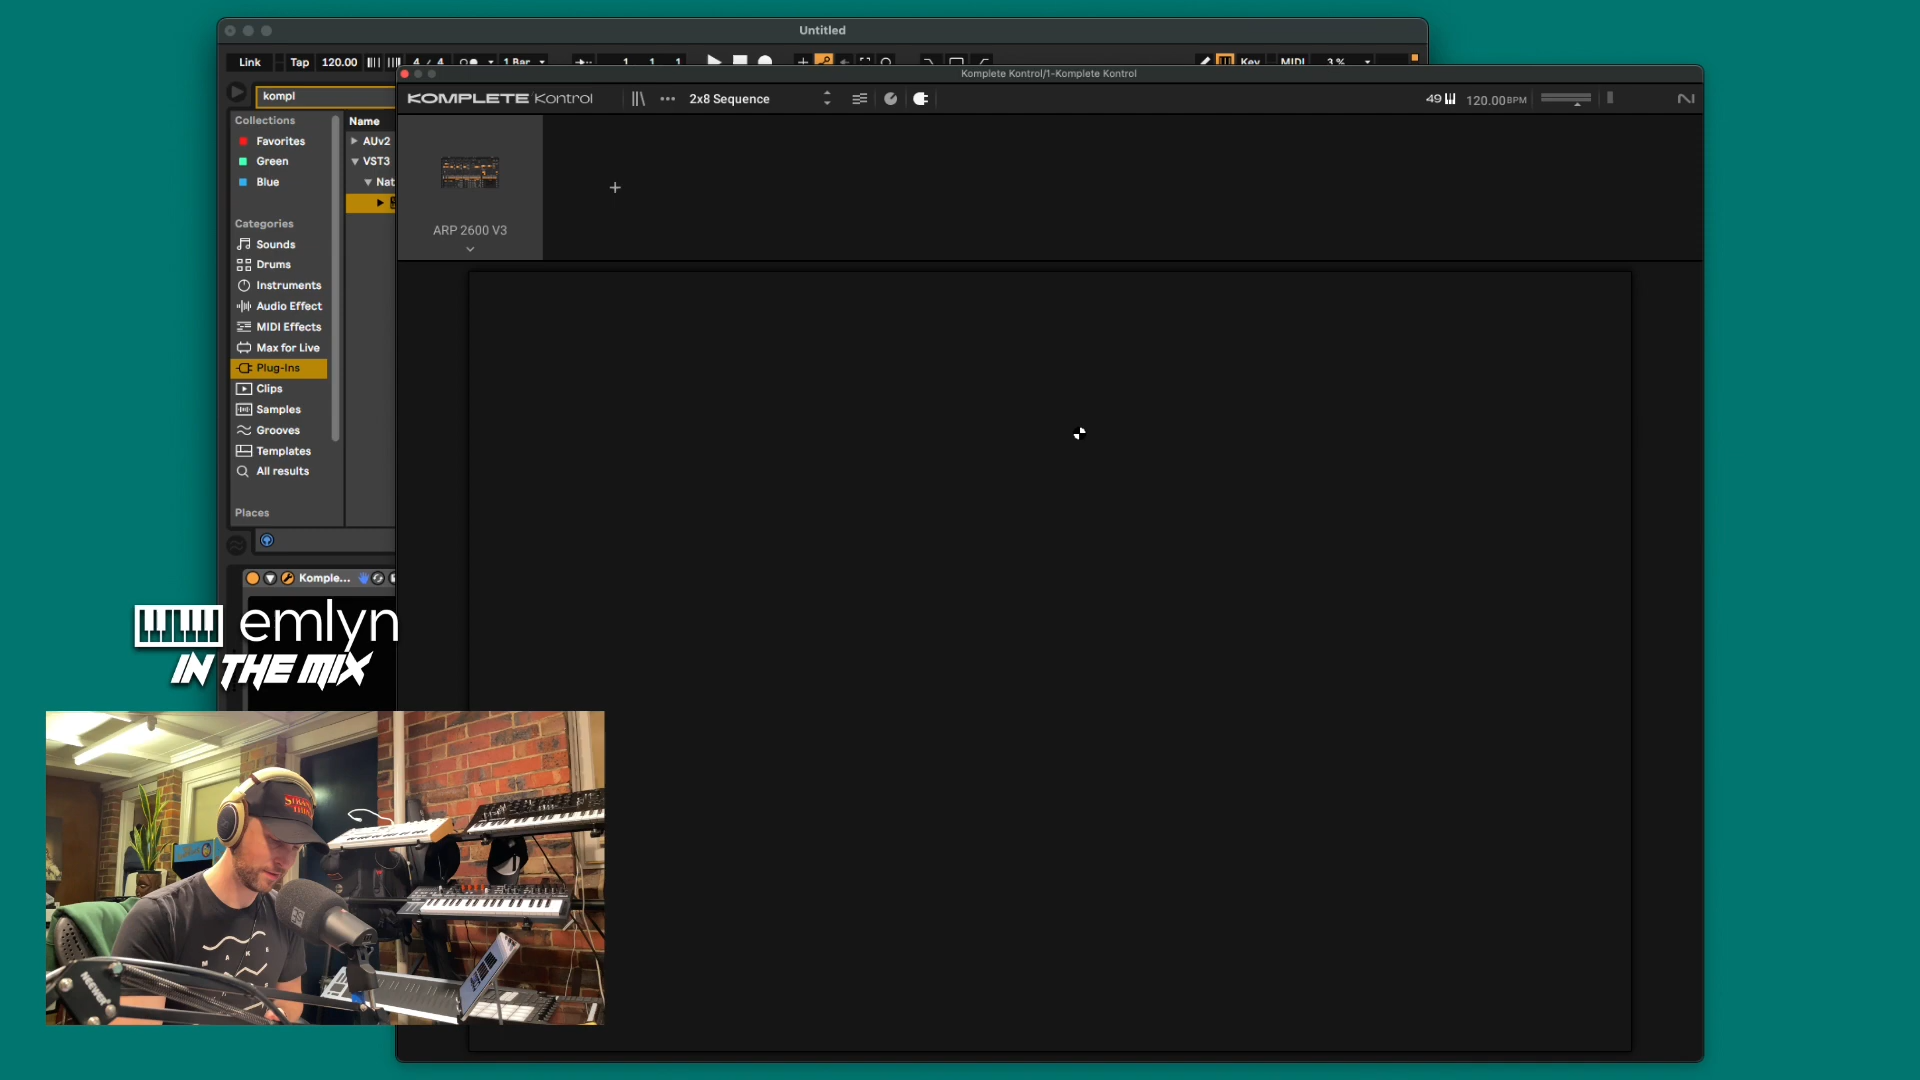 Untitled
Link
Tap
120.00
4 / 4
1 Bar
1 1 1
Key
MIDI
3 %
Komplete Kontrol/1-Komplete Kontrol
kompl
KOMPLETE Kontrol
2x8 Sequence
49
120.00BPM
Collections
Favorites
Green
Blue
Name
AUv2
VST3
Nat
ARP 2600 V3
Categories
Sounds
Drums
Instruments
Audio Effect
MIDI Effects
Max for Live
Plug-Ins
Clips
Samples
Grooves
Templates
All results
Places
Komple...
emlyn
IN THE MIX
NEEWER